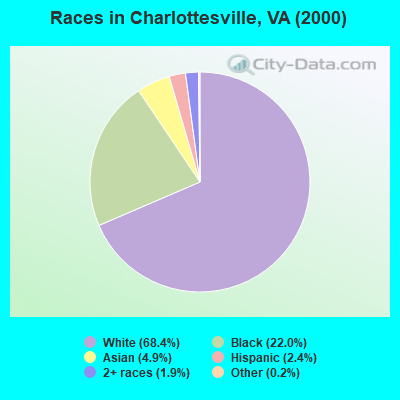 Races in Charlottesville, VA (2000)
City-Data.com
White (68.4%) Black (22.0%)
Asian (4.9%) Hispanic (2.4%)
2+ races (1.9%) Other (0.2%)